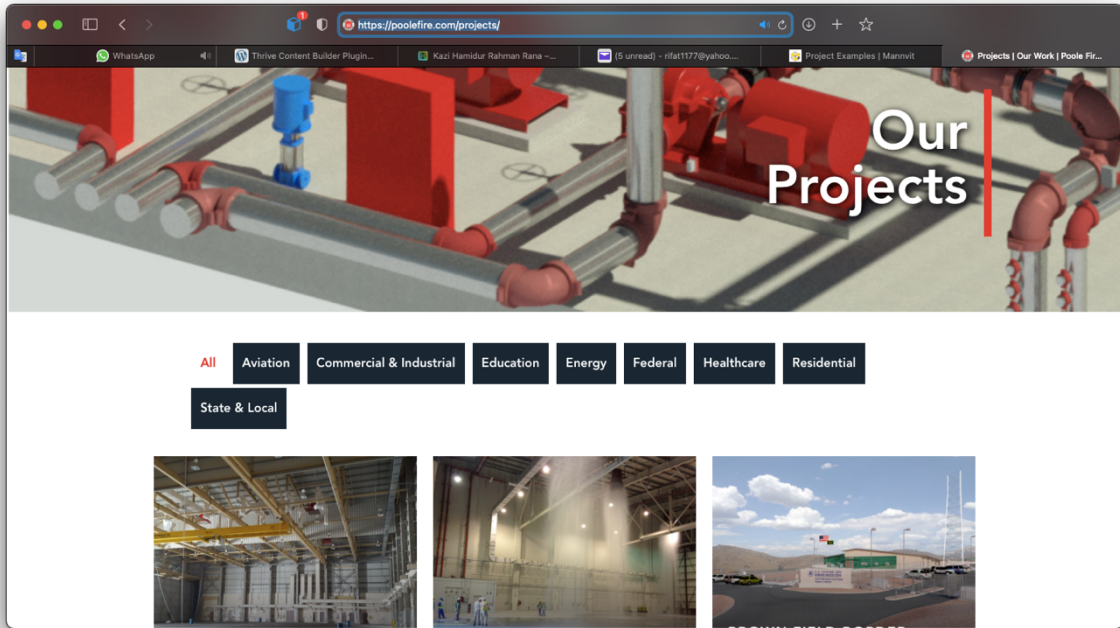 1
https://poolefire.com/projects/
WhatsApp
Thrive Content Builder Plugin...
Kazi Hamidur Rahman Rana –...
(5 unread) - rifat1177@yahoo....
Project Examples | Mannvit
Projects | Our Work | Poole Fir...
Our
Projects
All
Aviation
Commercial & Industrial
Education
Energy
Federal
Healthcare
Residential
State & Local